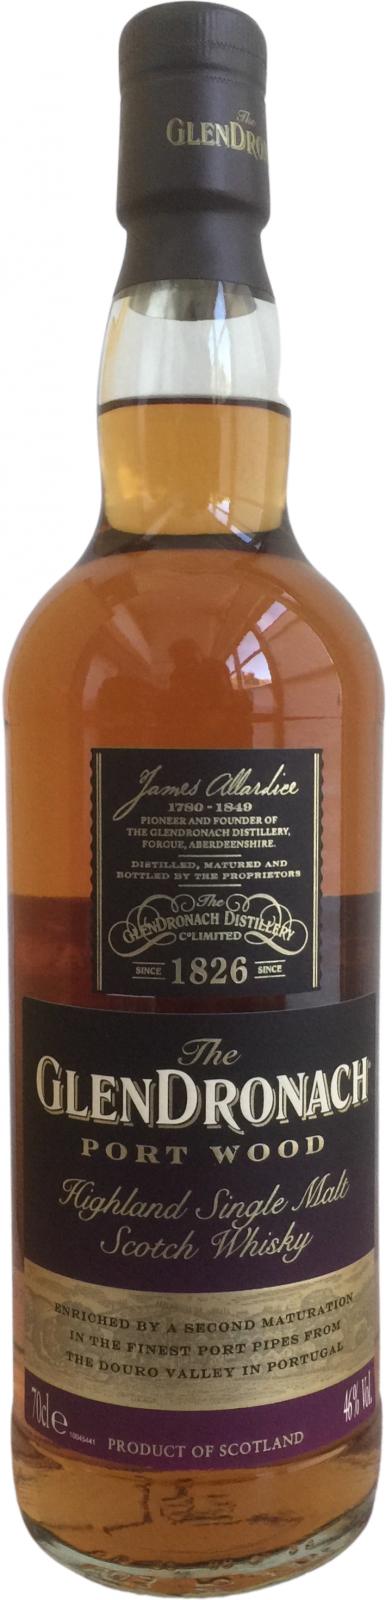 The
GLENDRO
James Allardice
1780 - 1849
PIONEER AND FOUNDER OF
THE GLENDRONACH DISTILLERY,
FORGUE, ABERDEENSHIRE.
DISTILLED, MATURED AND
BOTTLED BY THE PROPRIETORS
The
GLENDRONACH DISTILLERY
Co LIMITED
SINCE 1826 SINCE
The
GLENDRONACH
PORT WOOD
Highland Single Malt
Scotch Whisky
ENRICHED BY A SECOND MATURATION
IN THE FINEST PORT PIPES FROM
THE DOURO VALLEY IN PORTUGAL
70cl e 10045441 PRODUCT OF SCOTLAND 46% Vol.